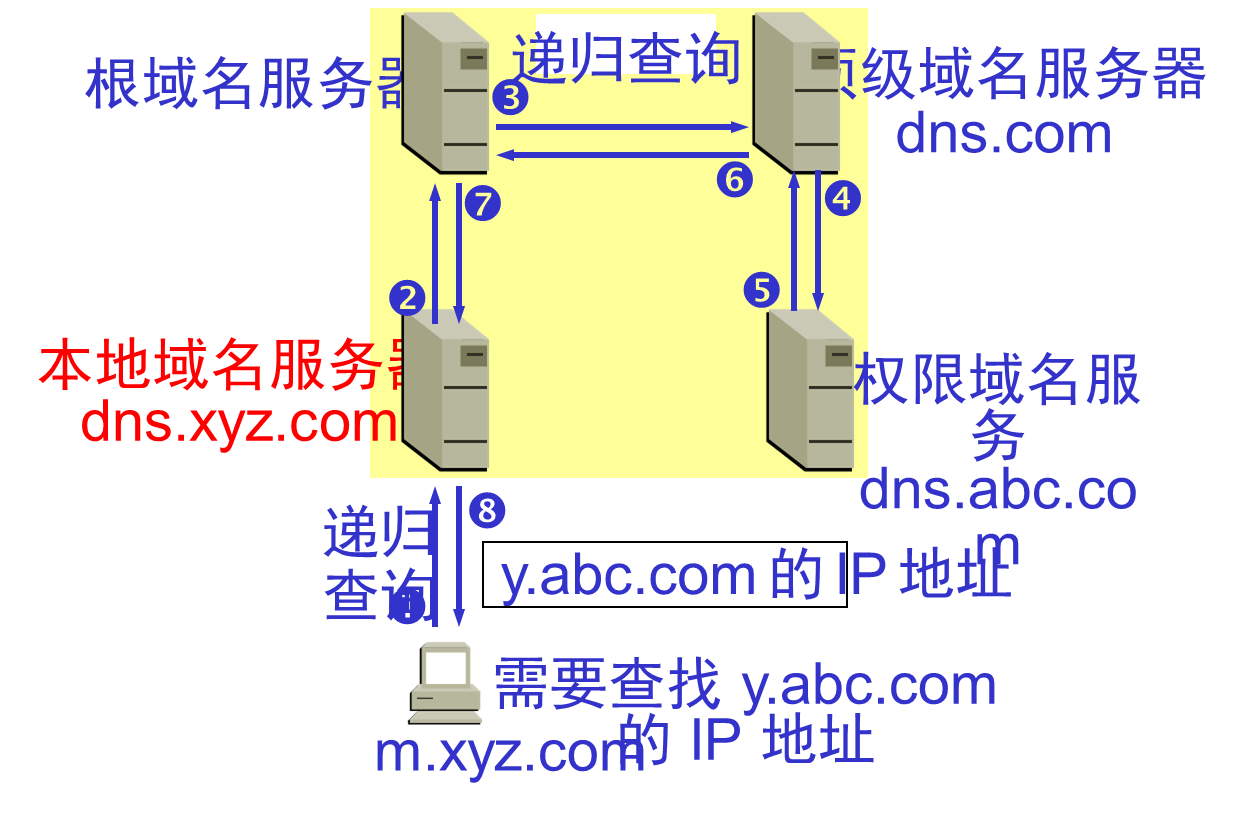 递归查询
根域名服务器
顶级域名服务器
dns.com
❸
❻
❼
❹
❷
❺
本地域名服务器
dns.xyz.com
权限域名服
务
dns.abc.co
m
❽
递归
查询
❶
y.abc.com 的 IP 地址
需要查找 y.abc.com
的 IP 地址
m.xyz.com